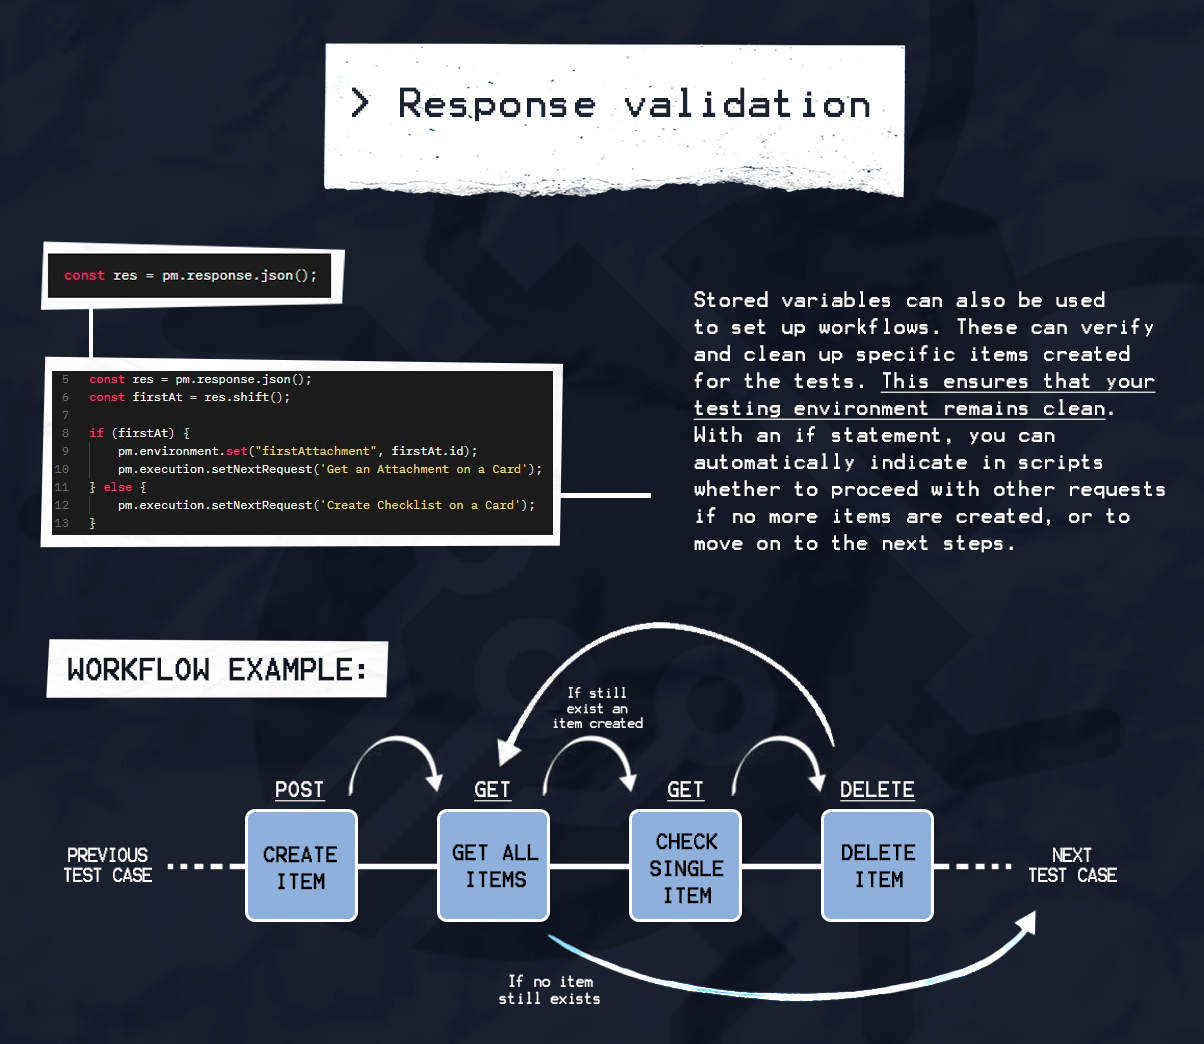 > Response validation
const res = pm.response.json();
5 const res = pm.response.json();
6 const firstAt = res.shift();
7
8 if (firstAt) {
9 pm.environment.set("firstAttachment", firstAt.id);
10 pm.execution.setNextRequest('Get an Attachment on a Card');
11 } else {
12 pm.execution.setNextRequest('Create Checklist on a Card');
13 }
Stored variables can also be used
to set up workflows. These can verify
and clean up specific items created
for the tests. This ensures that your
testing environment remains clean.
With an if statement, you can
automatically indicate in scripts
whether to proceed with other requests
if no more items are created, or to
move on to the next steps.
WORKFLOW EXAMPLE:
If still
exist an
item created
POST
GET
GET
DELETE
PREVIOUS
TEST CASE
CREATE
ITEM
GET ALL
ITEMS
CHECK
SINGLE
ITEM
DELETE
ITEM
NEXT
TEST CASE
If no item
still exists